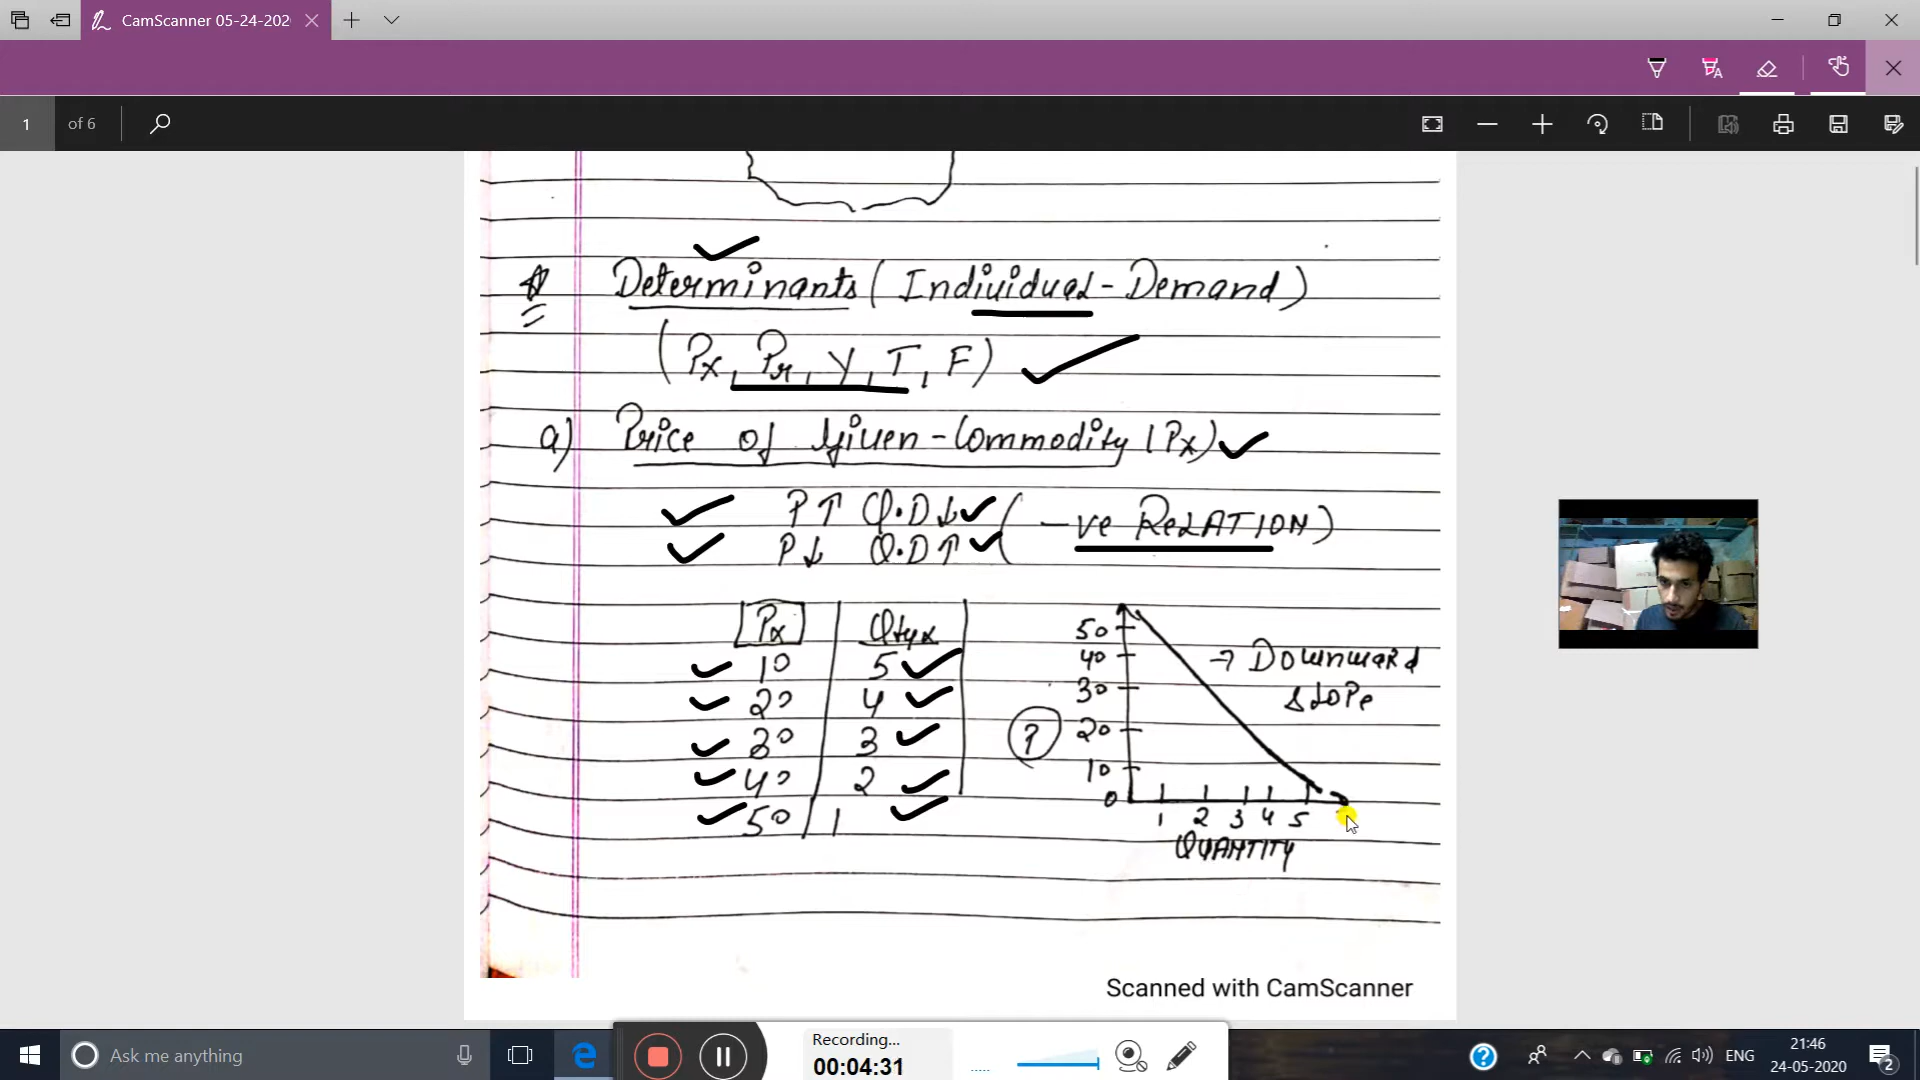 CamScanner 05-24-202
1 of 6
Determinants (Individual-Demand)
(Px, Pr, Y, T, F)
a) Price of Given-Commodity (Px)
P↑ Q.D↓ (-ve RELATION)
P↓ Q.D↑
Px Qtyx
10 5
20 4
30 3
40 2
50 1
50
40
30
20
10
0
P
→ Downward
slope
1 2 3 4 5
QUANTITY
Scanned with CamScanner
Ask me anything
Recording...
00:04:31
ENG
21:46
24-05-2020
2